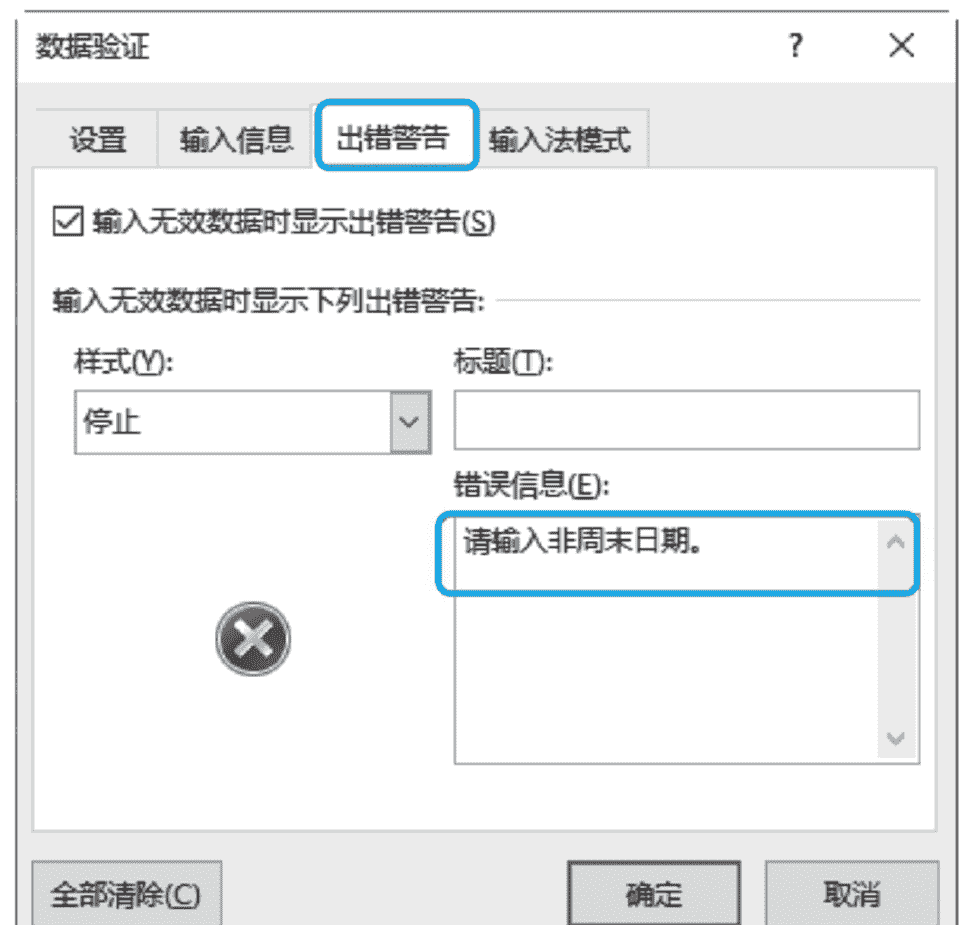 数据验证 ?
设置 输入信息 出错警告 输入法模式
输入无效数据时显示出错警告(S)
输入无效数据时显示下列出错警告:
样式(Y): 标题(T):
停止
错误信息(E):
请输入非周末日期。
全部清除(C) 确定 取消